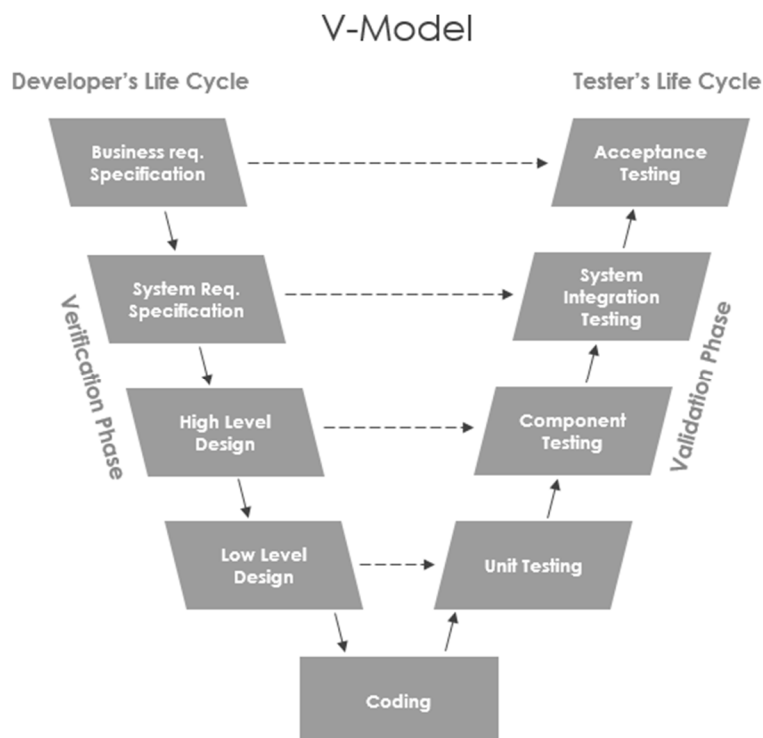 V-Model
Developer's Life Cycle
Tester's Life Cycle
Business req.
Specification
Acceptance
Testing
System Req.
Specification
System
Integration
Testing
Verification Phase
Validation Phase
High Level
Design
Component
Testing
Low Level
Design
Unit Testing
Coding